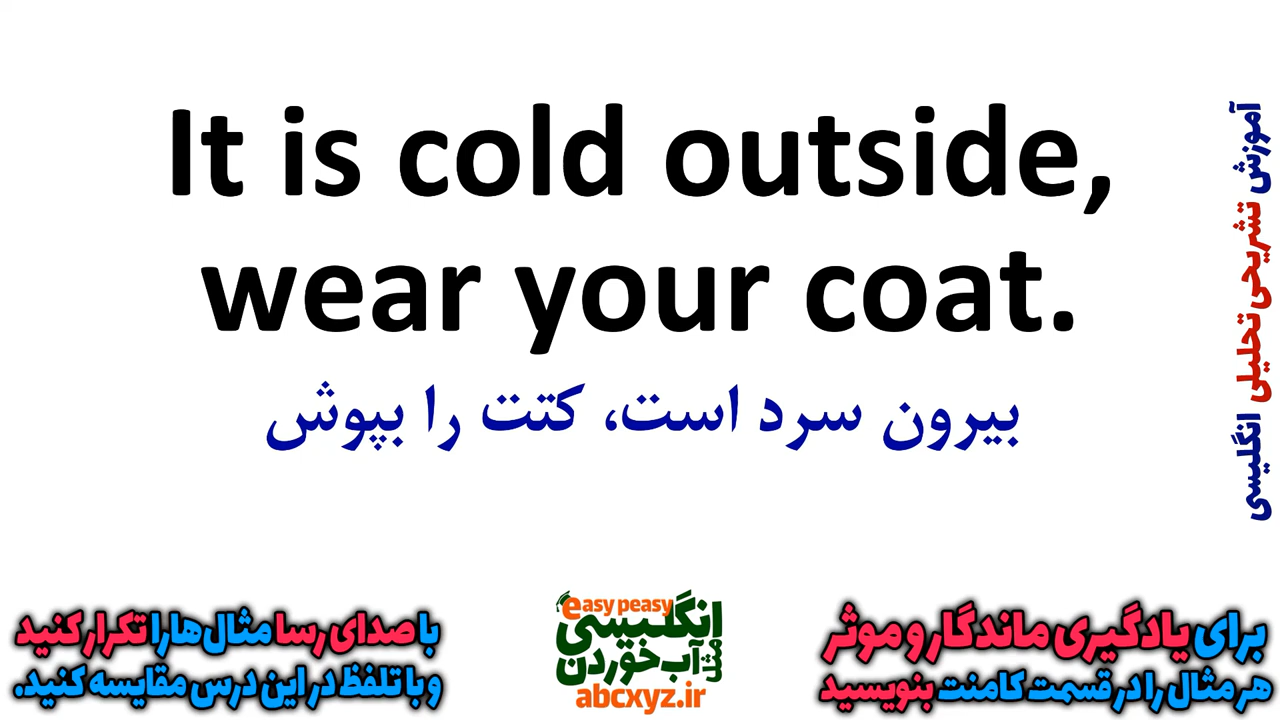 It is cold outside,
wear your coat.
بیرون سرد است، کتت را بپوش
آموزش تشریحی تحلیلی انگلیسی
برای یادگیری ماندگار و موثر
هر مثال را در قسمت کامنت بنویسید
easy peasy
انگلیسی
مثل آب خوردن
abcxyz.ir
با صدای رسا مثال‌ها را تکرار کنید
و با تلفظ در این درس مقایسه کنید.